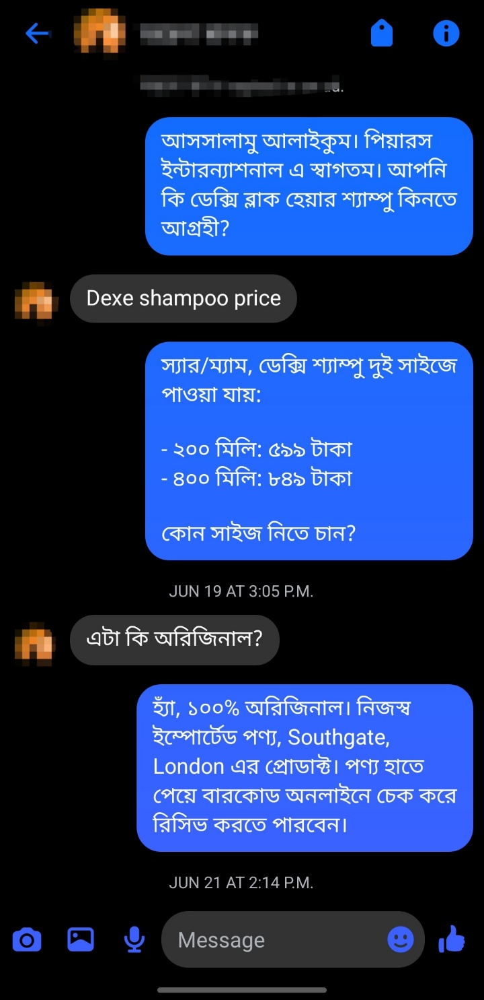 আসসালামু আলাইকুম। পিয়ারস
ইন্টারন্যাশনাল এ স্বাগতম। আপনি
কি ডেক্সি ব্লাক হেয়ার শ্যাম্পু কিনতে
আগ্রহী?
Dexe shampoo price
স্যার/ম্যাম, ডেক্সি শ্যাম্পু দুই সাইজে
পাওয়া যায়:
- ২০০ মিলি: ৫৯৯ টাকা
- ৪০০ মিলি: ৮৪৯ টাকা
কোন সাইজ নিতে চান?
JUN 19 AT 3:05 P.M.
এটা কি অরিজিনাল?
হ্যাঁ, ১০০% অরিজিনাল। নিজস্ব
ইম্পোর্টেড পণ্য, Southgate,
London এর প্রোডাক্ট। পণ্য হাতে
পেয়ে বারকোড অনলাইনে চেক করে
রিসিভ করতে পারবেন।
JUN 21 AT 2:14 P.M.
Message